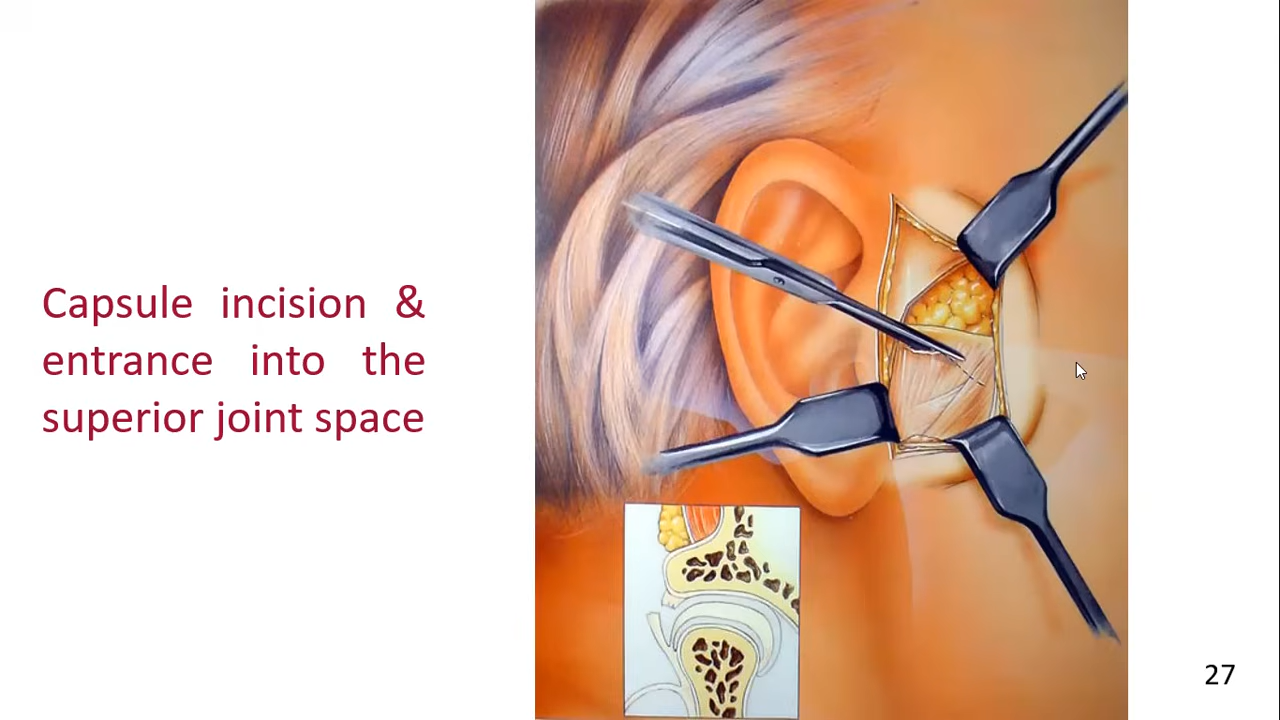 Capsule incision &
entrance into the
superior joint space
27